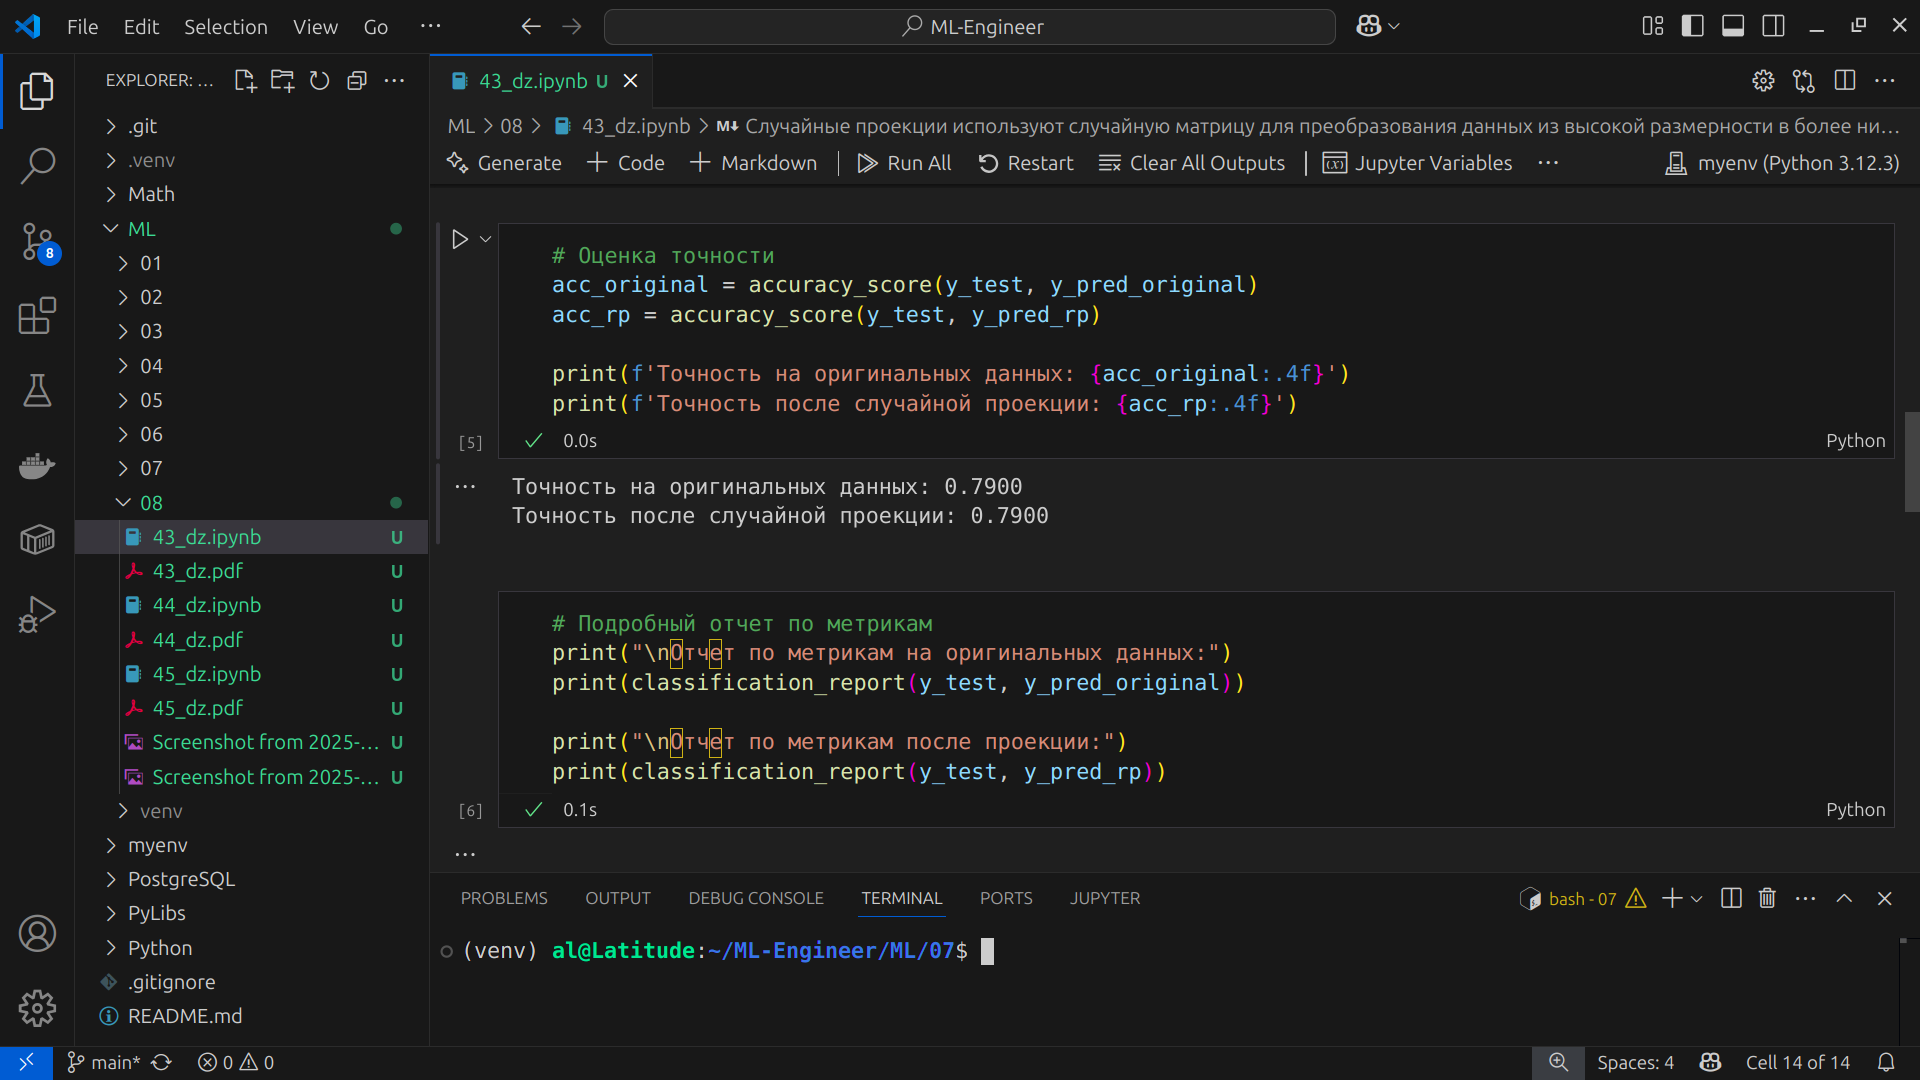 File Edit Selection View Go ···
ML-Engineer
EXPLORER: ...
.git
.venv
Math
ML
01
02
03
04
05
06
07
08
43_dz.ipynb U
43_dz.pdf U
44_dz.ipynb U
44_dz.pdf U
45_dz.ipynb U
45_dz.pdf U
Screenshot from 2025-... U
Screenshot from 2025-... U
venv
myenv
PostgreSQL
PyLibs
Python
.gitignore
README.md
43_dz.ipynb U
ML > 08 > 43_dz.ipynb > M↓ Случайные проекции используют случайную матрицу для преобразования данных из высокой размерности в более ни...
Generate + Code + Markdown Run All Restart Clear All Outputs Jupyter Variables ··· myenv (Python 3.12.3)
# Оценка точности
acc_original = accuracy_score(y_test, y_pred_original)
acc_rp = accuracy_score(y_test, y_pred_rp)
print(f'Точность на оригинальных данных: {acc_original:.4f}')
print(f'Точность после случайной проекции: {acc_rp:.4f}')
[5] 0.0s Python
Точность на оригинальных данных: 0.7900
Точность после случайной проекции: 0.7900
# Подробный отчет по метрикам
print("\nОтчет по метрикам на оригинальных данных:")
print(classification_report(y_test, y_pred_original))
print("\nОтчет по метрикам после проекции:")
print(classification_report(y_test, y_pred_rp))
[6] 0.1s Python
PROBLEMS OUTPUT DEBUG CONSOLE TERMINAL PORTS JUPYTER
bash - 07
(venv) al@Latitude:~/ML-Engineer/ML/07$
8
main* 0 0
Spaces: 4 Cell 14 of 14